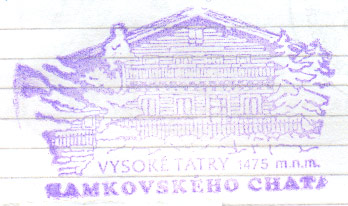 VYSOKÉ TATRY 1475 m.n.m.
ZAMKOVSKÉHO CHATA